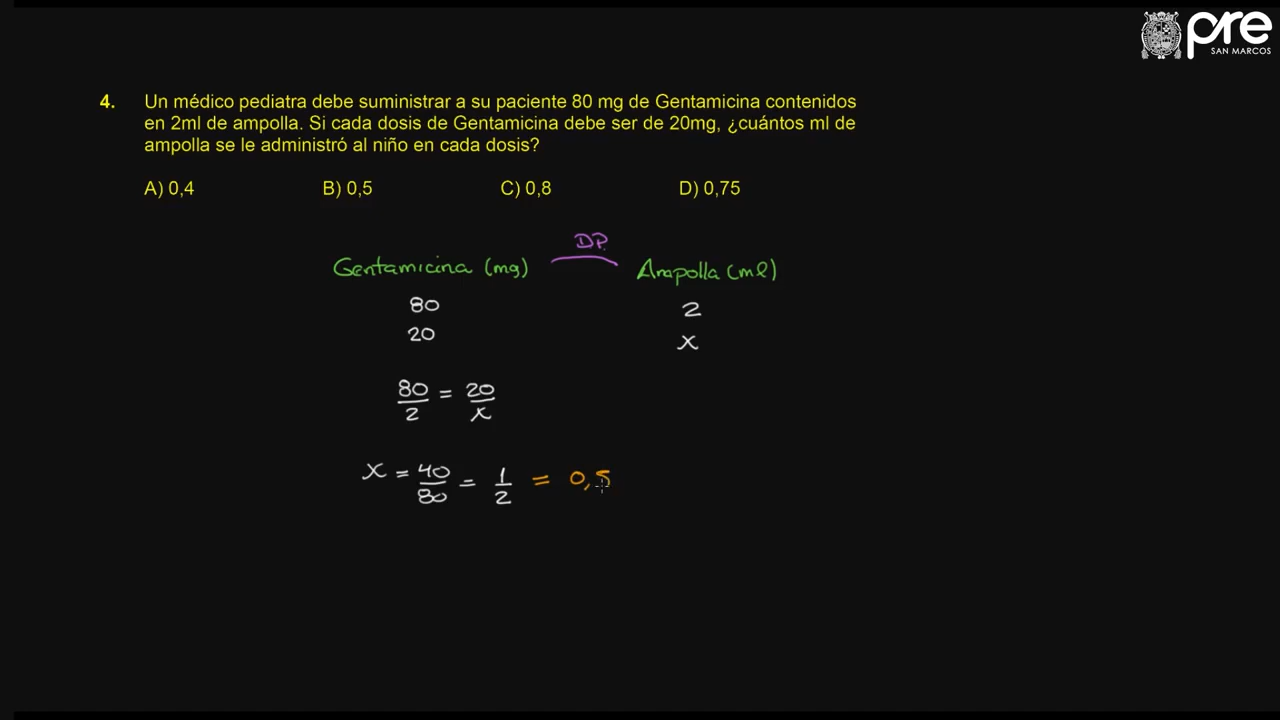 pre
SAN MARCOS
4. Un médico pediatra debe suministrar a su paciente 80 mg de Gentamicina contenidos
en 2ml de ampolla. Si cada dosis de Gentamicina debe ser de 20mg, ¿cuántos ml de
ampolla se le administró al niño en cada dosis?
A) 0,4 B) 0,5 C) 0,8 D) 0,75
DP.
Gentamicina (mg) Ampolla (ml)
80 2
20 x
80/2 = 20/x
x = 40/80 = 1/2 = 0,5